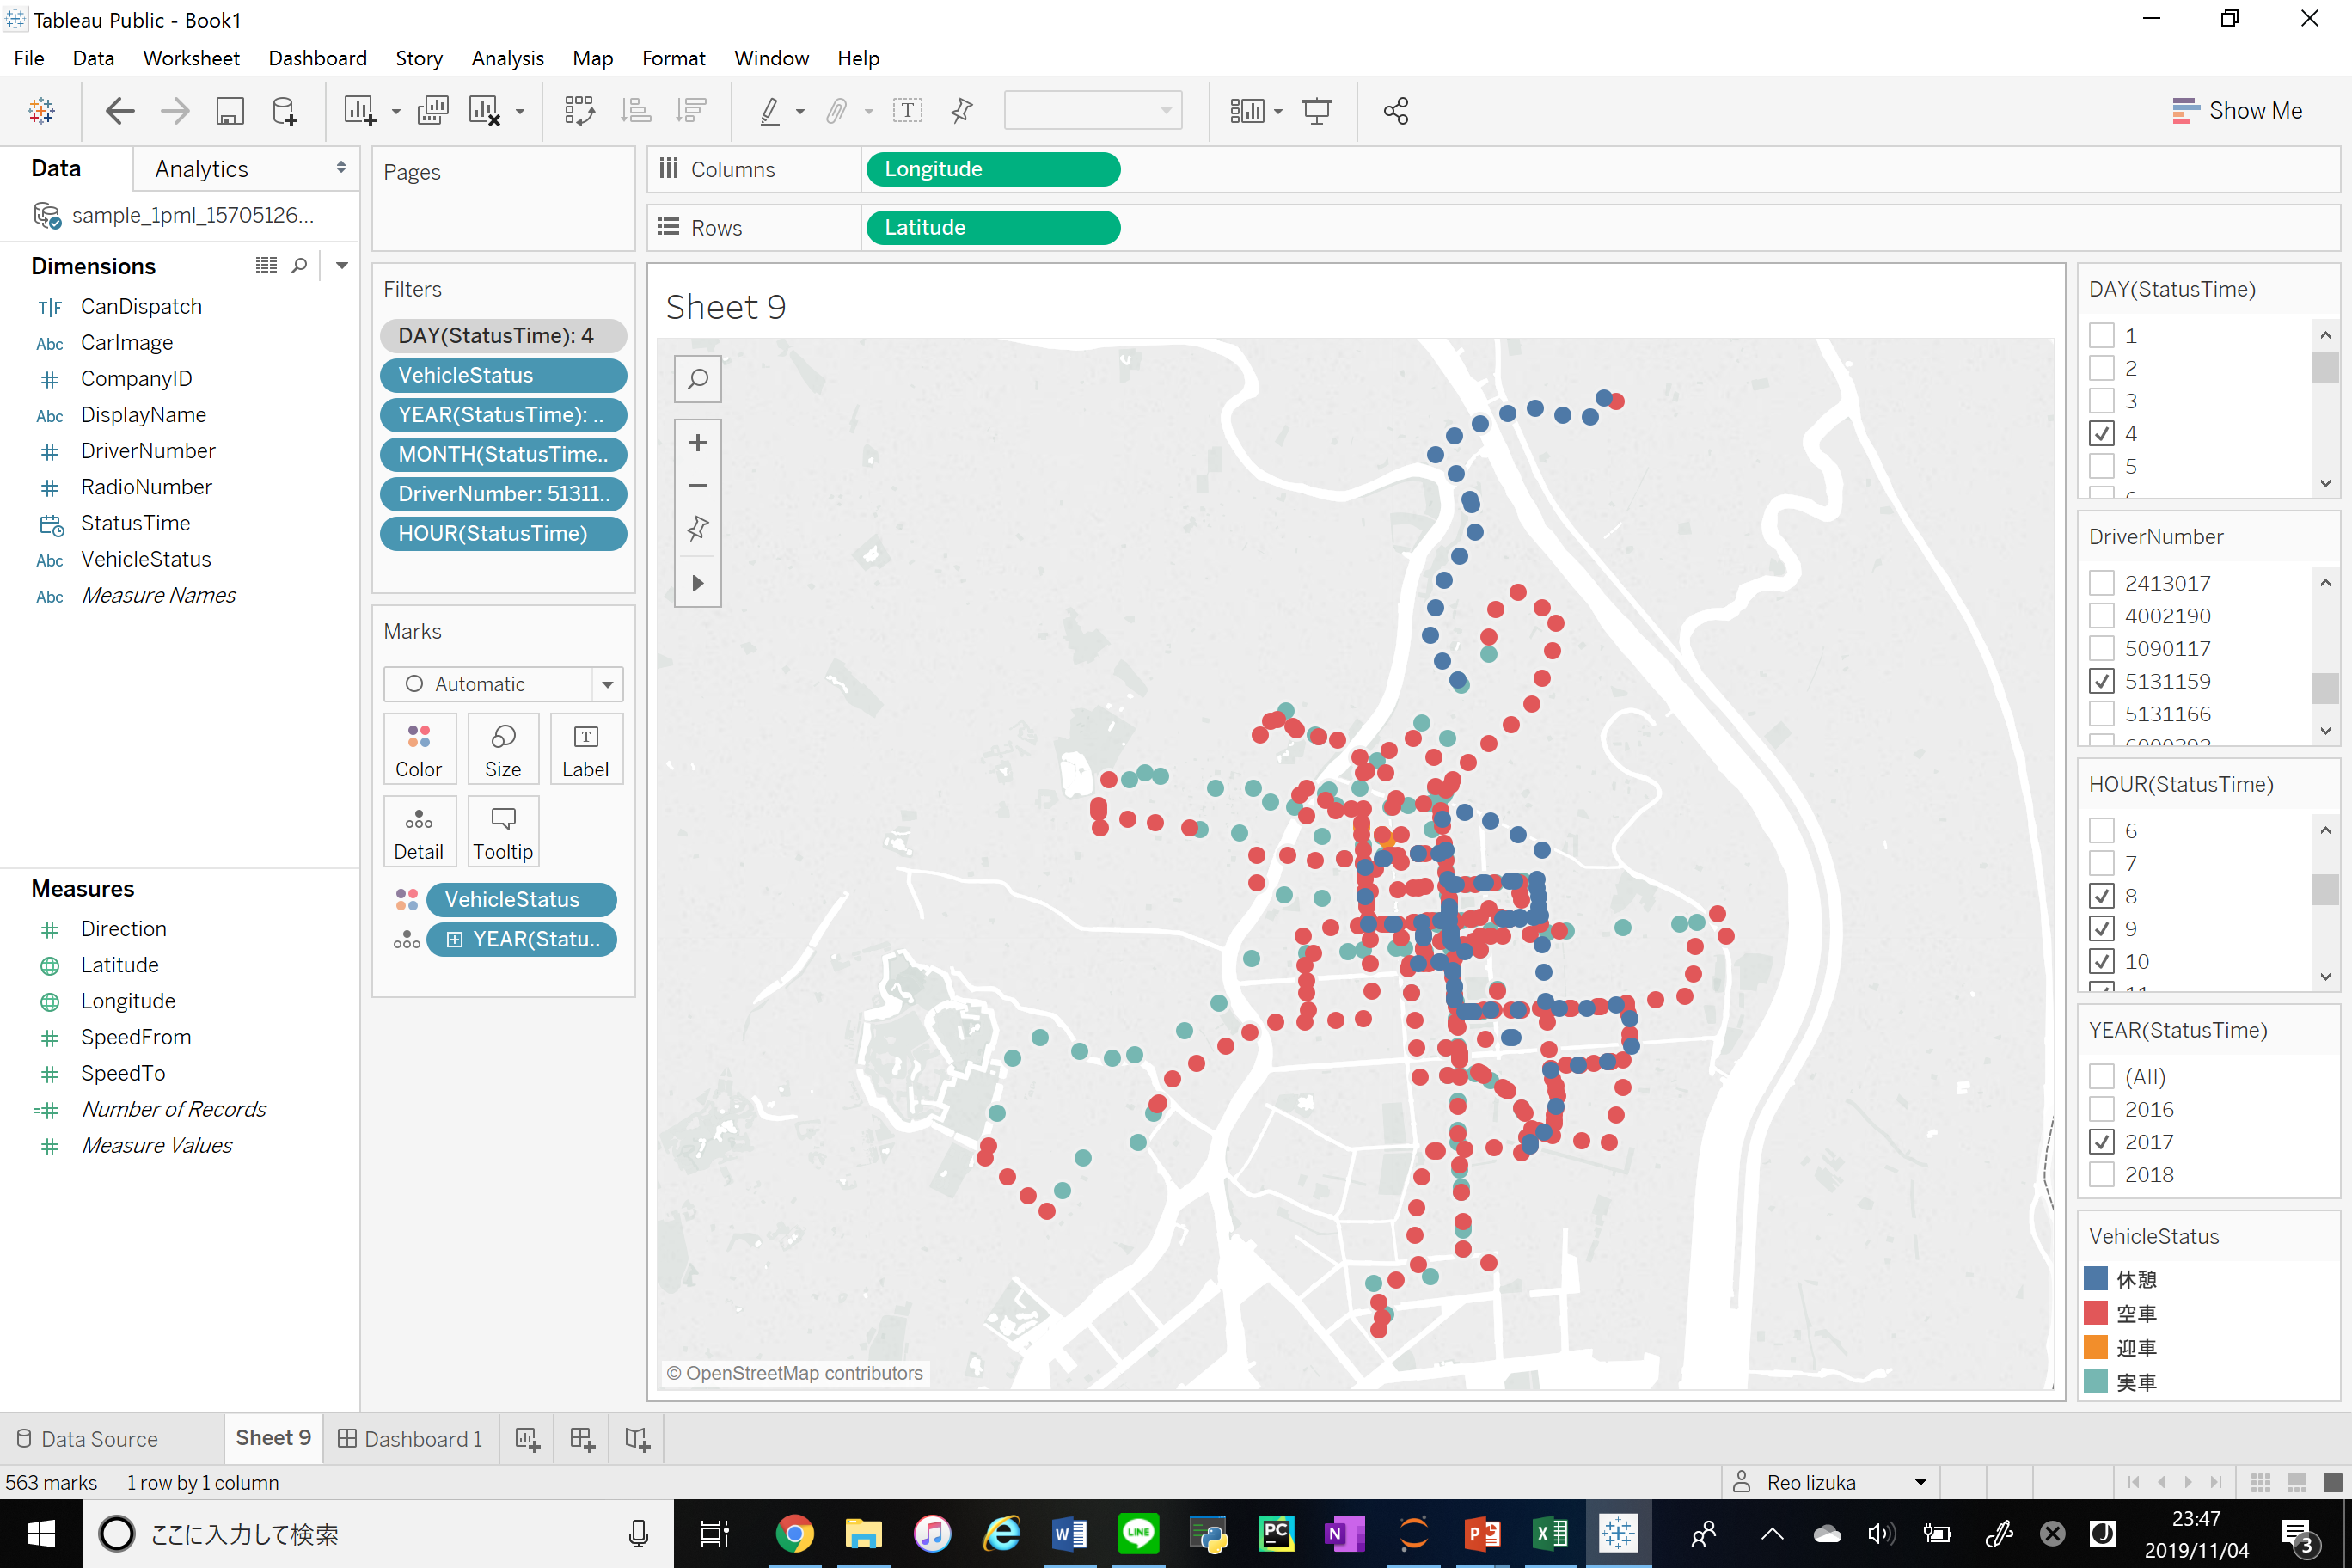 Tableau Public - Book1
File Data Worksheet Dashboard Story Analysis Map Format Window Help
Show Me
Data Analytics
sample_1pml_15705126...
Dimensions
T|F CanDispatch
Abc CarImage
# CompanyID
Abc DisplayName
# DriverNumber
# RadioNumber
StatusTime
Abc VehicleStatus
Abc Measure Names
Measures
# Direction
Latitude
Longitude
# SpeedFrom
# SpeedTo
=# Number of Records
# Measure Values
Pages
Filters
DAY(StatusTime): 4
VehicleStatus
YEAR(StatusTime): ..
MONTH(StatusTime..
DriverNumber: 51311..
HOUR(StatusTime)
Marks
Automatic
Color Size Label
Detail Tooltip
VehicleStatus
YEAR(Statu..
Columns Longitude
Rows Latitude
Sheet 9
© OpenStreetMap contributors
DAY(StatusTime)
1
2
3
4
5
DriverNumber
2413017
4002190
5090117
5131159
5131166
HOUR(StatusTime)
6
7
8
9
10
11
YEAR(StatusTime)
(All)
2016
2017
2018
VehicleStatus
休憩
空車
迎車
実車
Data Source Sheet 9 Dashboard 1
563 marks 1 row by 1 column
Reo Iizuka
ここに入力して検索
23:47
2019/11/04
3